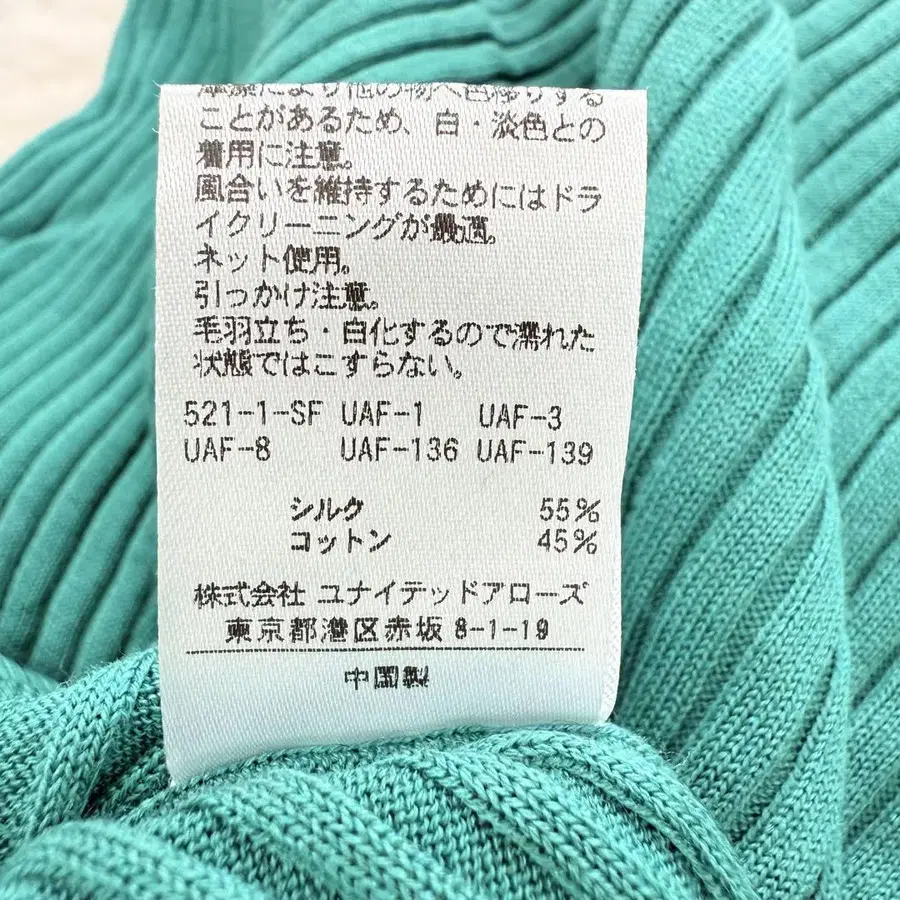 摩擦により他の物へ色移りする
ことがあるため、白・淡色との
着用に注意。
風合いを維持するためにはドラ
イクリーニングが最適。
ネット使用。
引っかけ注意。
毛羽立ち・白化するので濡れた
状態ではこすらない。
521-1-SF UAF-1 UAF-3
UAF-8 UAF-136 UAF-139
シルク 55%
コットン 45%
株式会社 ユナイテッドアローズ
東京都港区赤坂 8-1-19
中国製